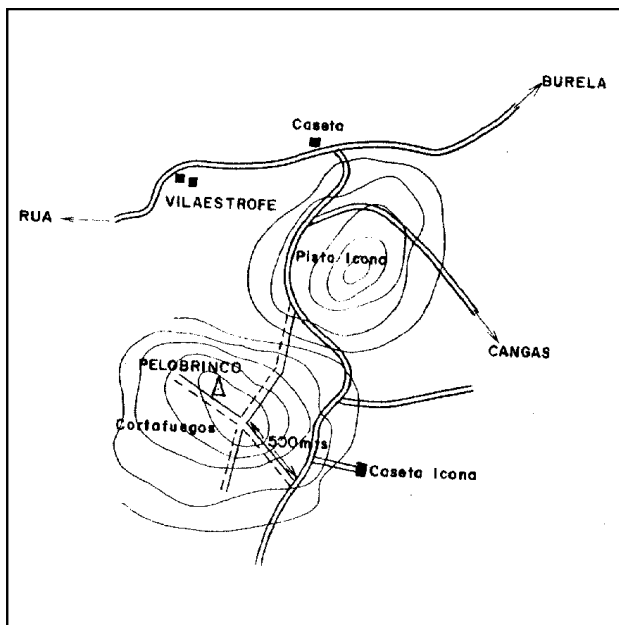 BURELA
Caseta
VILAESTROFE
RUA
Pista Icona
CANGAS
PELOBRINCO
Cortafuegos
500mts
Caseta Icona